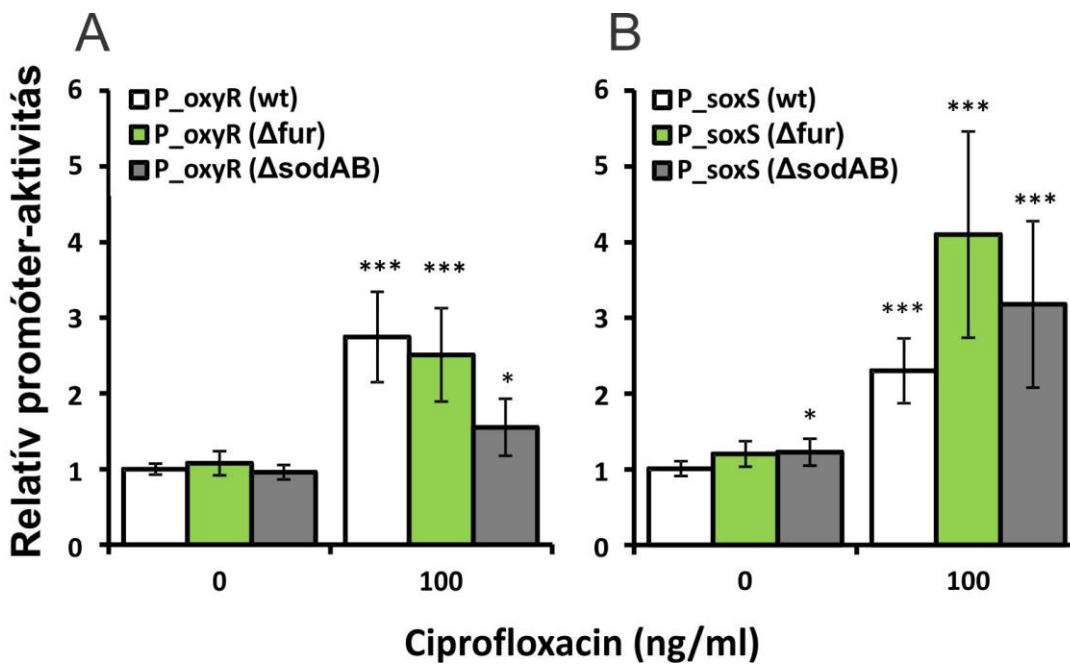 A
Relatív promóter-aktivitás
6
5
4
3
2
1
0
P_oxyR (wt)
P_oxyR (Δfur)
P_oxyR (ΔsodAB)
***
***
*
0
100
B
6
5
4
3
2
1
0
P_soxS (wt)
P_soxS (Δfur)
P_soxS (ΔsodAB)
*
***
***
***
0
100
Ciprofloxacin (ng/ml)